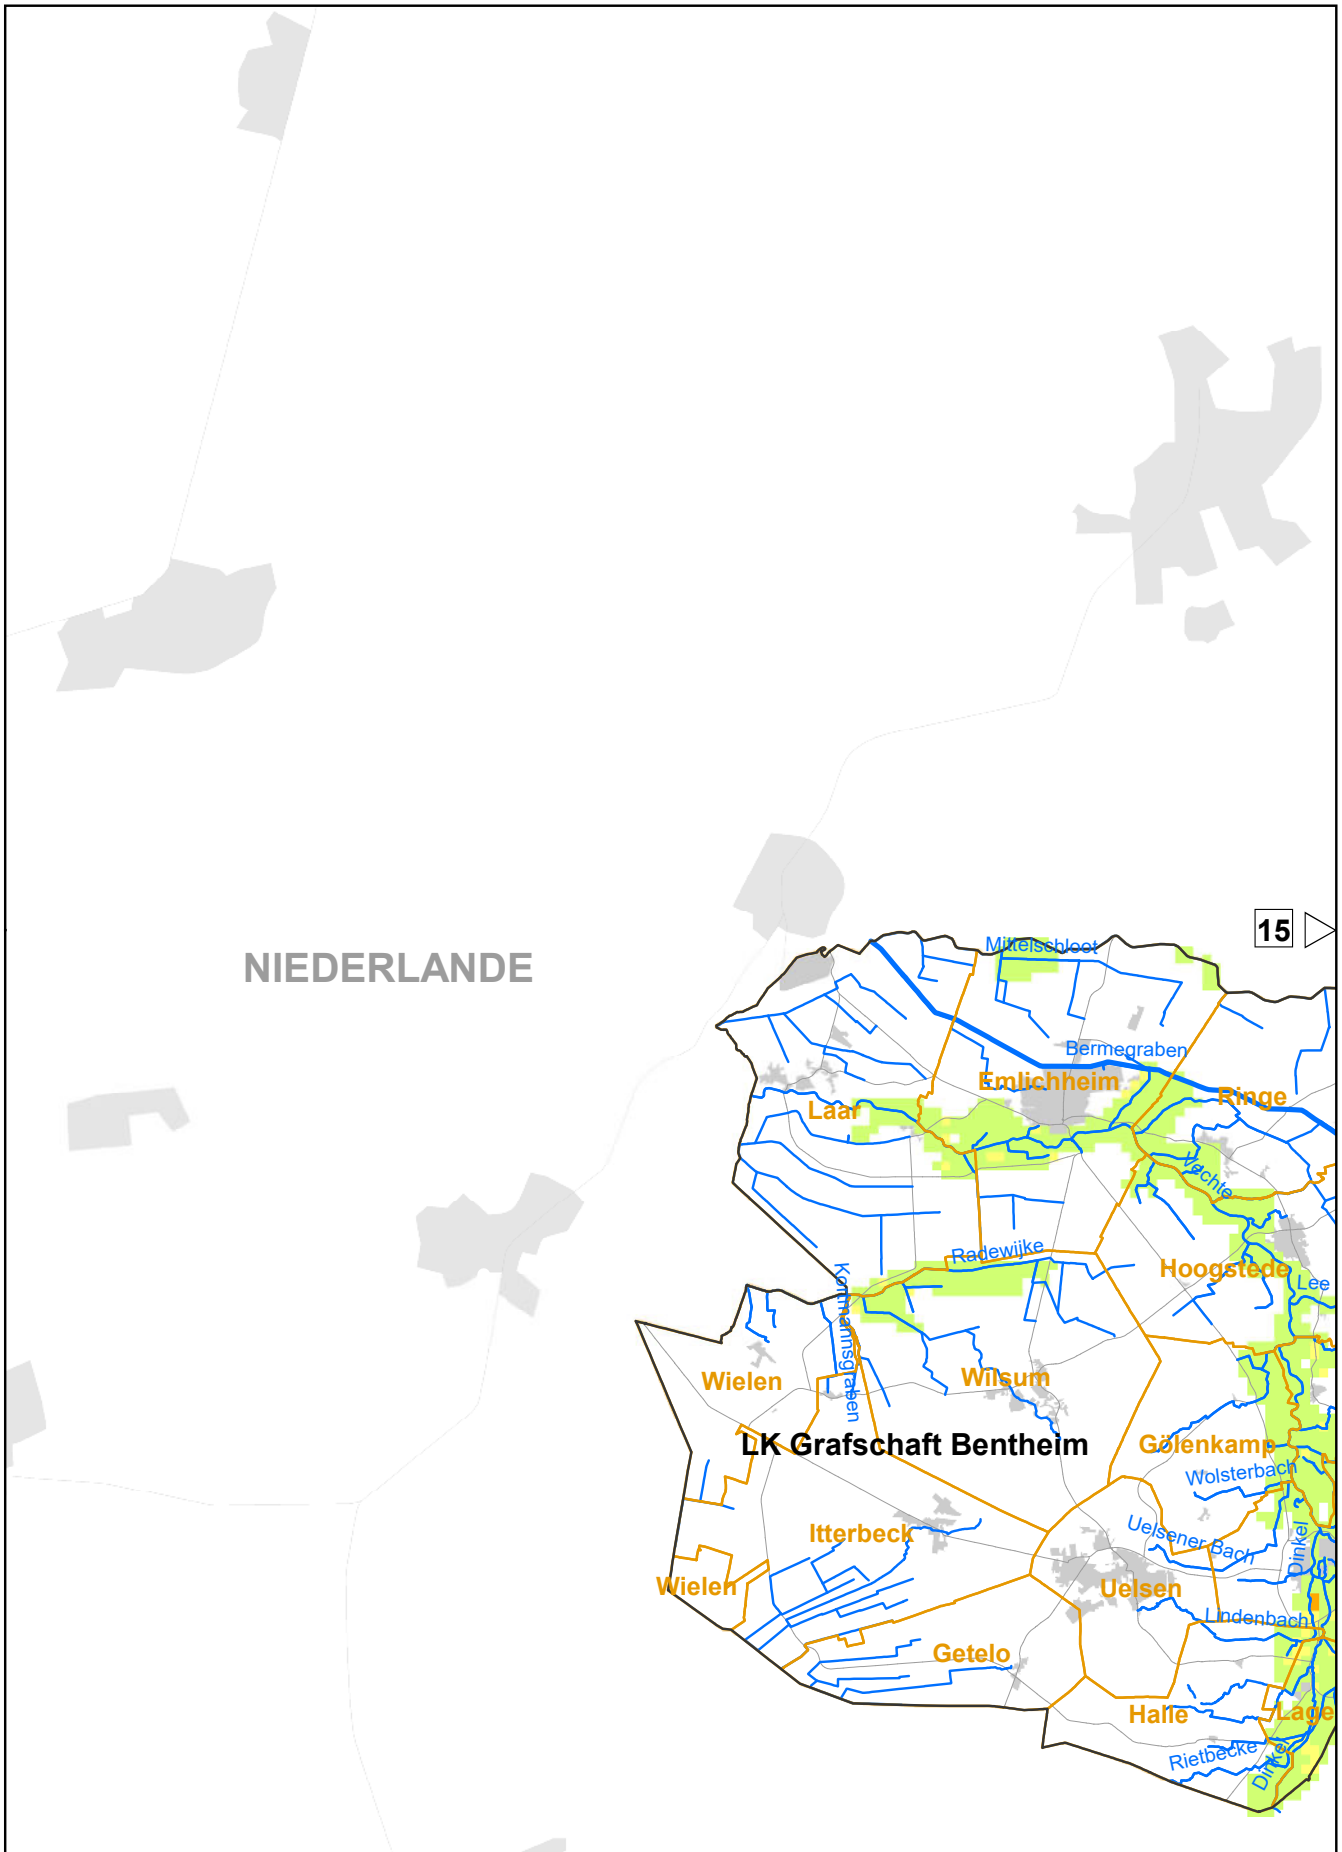 15
Mittelschloot
NIEDERLANDE
Bermegraben
Emlichheim
Ringe
Laar
Vechte
Radewijke
Hoogstede
Lee
Kortmannsgraben
Wielen
Wilsum
LK Grafschaft Bentheim
Gölenkamp
Wolsterbach
Itterbeck
Uelsener Bach
Dinkel
Wielen
Uelsen
Lindenbach
Getelo
Halle
Lage
Rietbecke
Dinkel